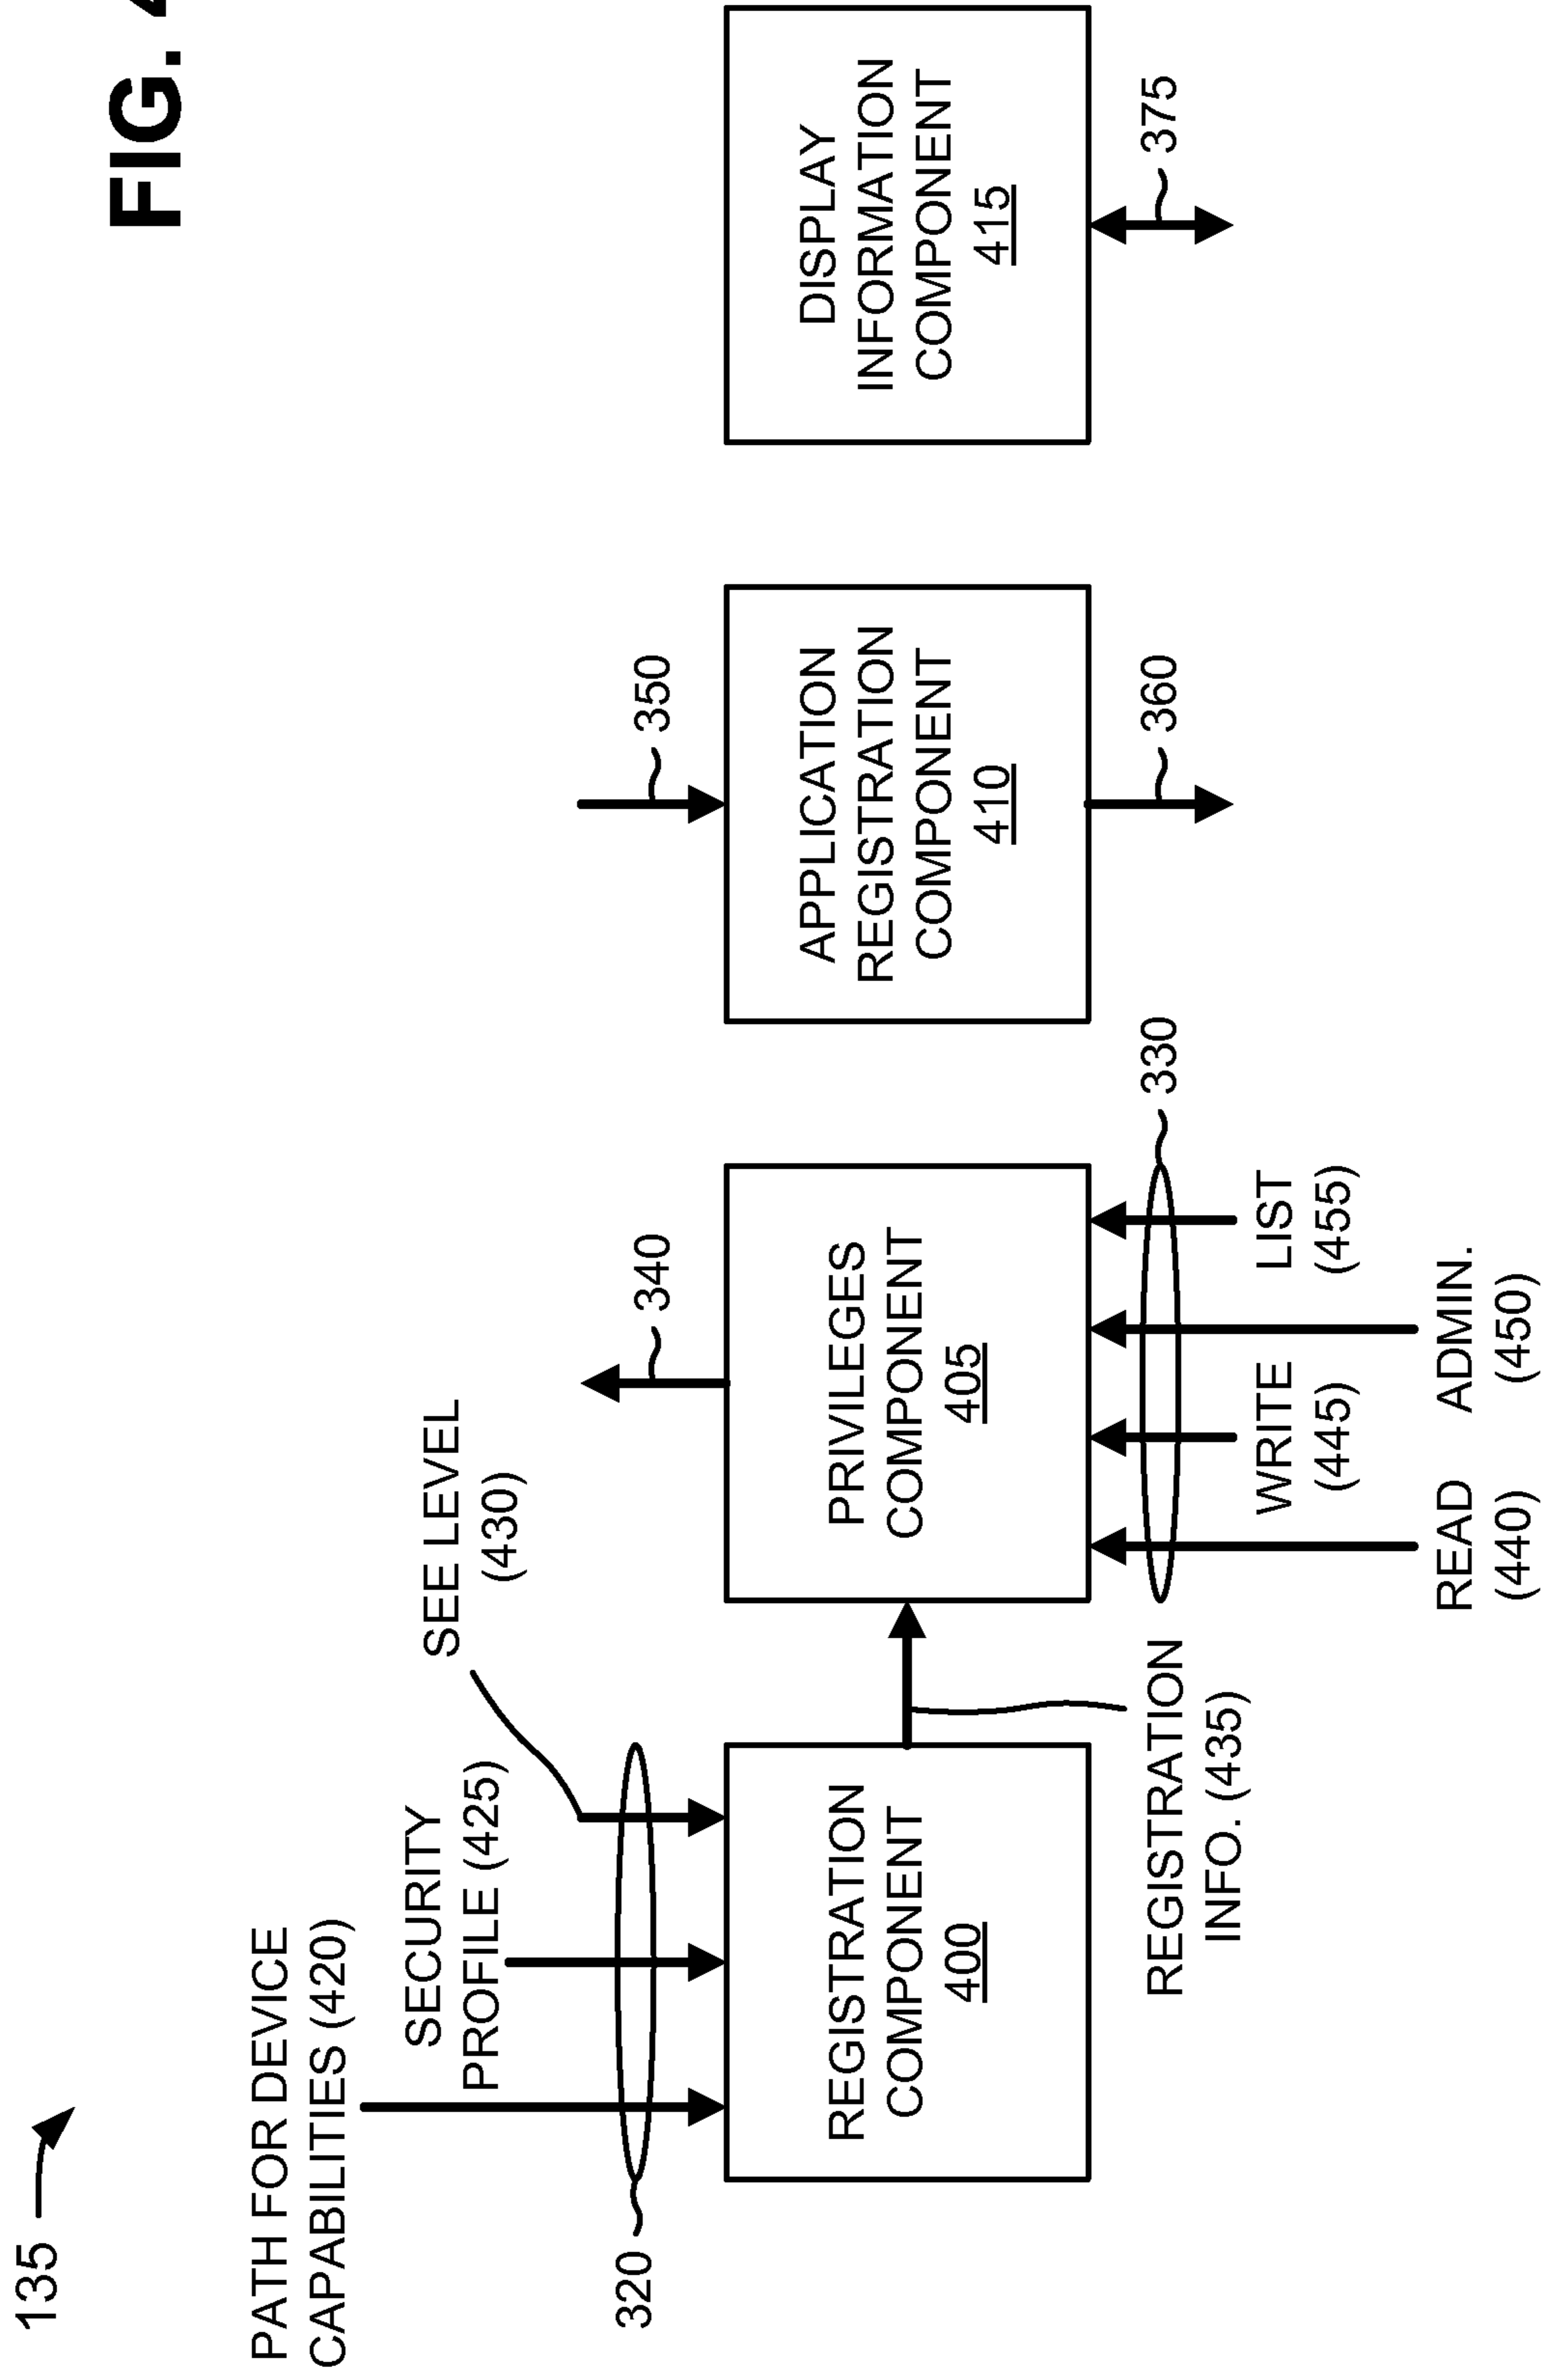 FIG. 4
135
PATH FOR DEVICE
CAPABILITIES (420)
SECURITY
PROFILE (425)
SEE LEVEL
(430)
320
340
350
REGISTRATION
COMPONENT
400
PRIVILEGES
COMPONENT
405
APPLICATION
REGISTRATION
COMPONENT
410
DISPLAY
INFORMATION
COMPONENT
415
REGISTRATION
INFO. (435)
330
360
375
WRITE
(445)
LIST
(455)
READ
(440)
ADMIN.
(450)